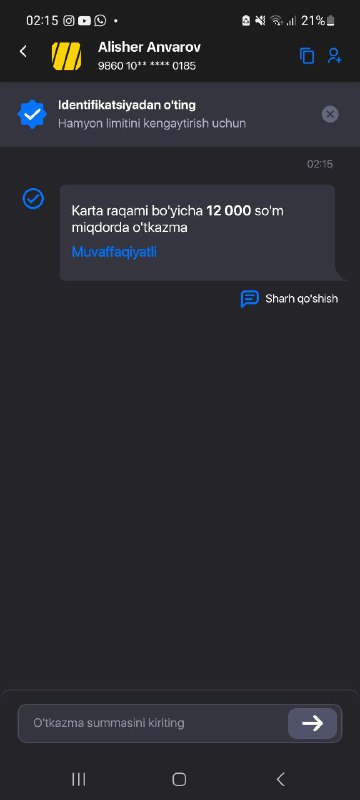 02:15
21%
Alisher Anvarov
9860 10** **** 0185
Identifikatsiyadan o'ting
Hamyon limitini kengaytirish uchun
02:15
Karta raqami bo'yicha 12 000 so'm
miqdorda o'tkazma
Muvaffaqiyatli
Sharh qo'shish
O'tkazma summasini kiriting